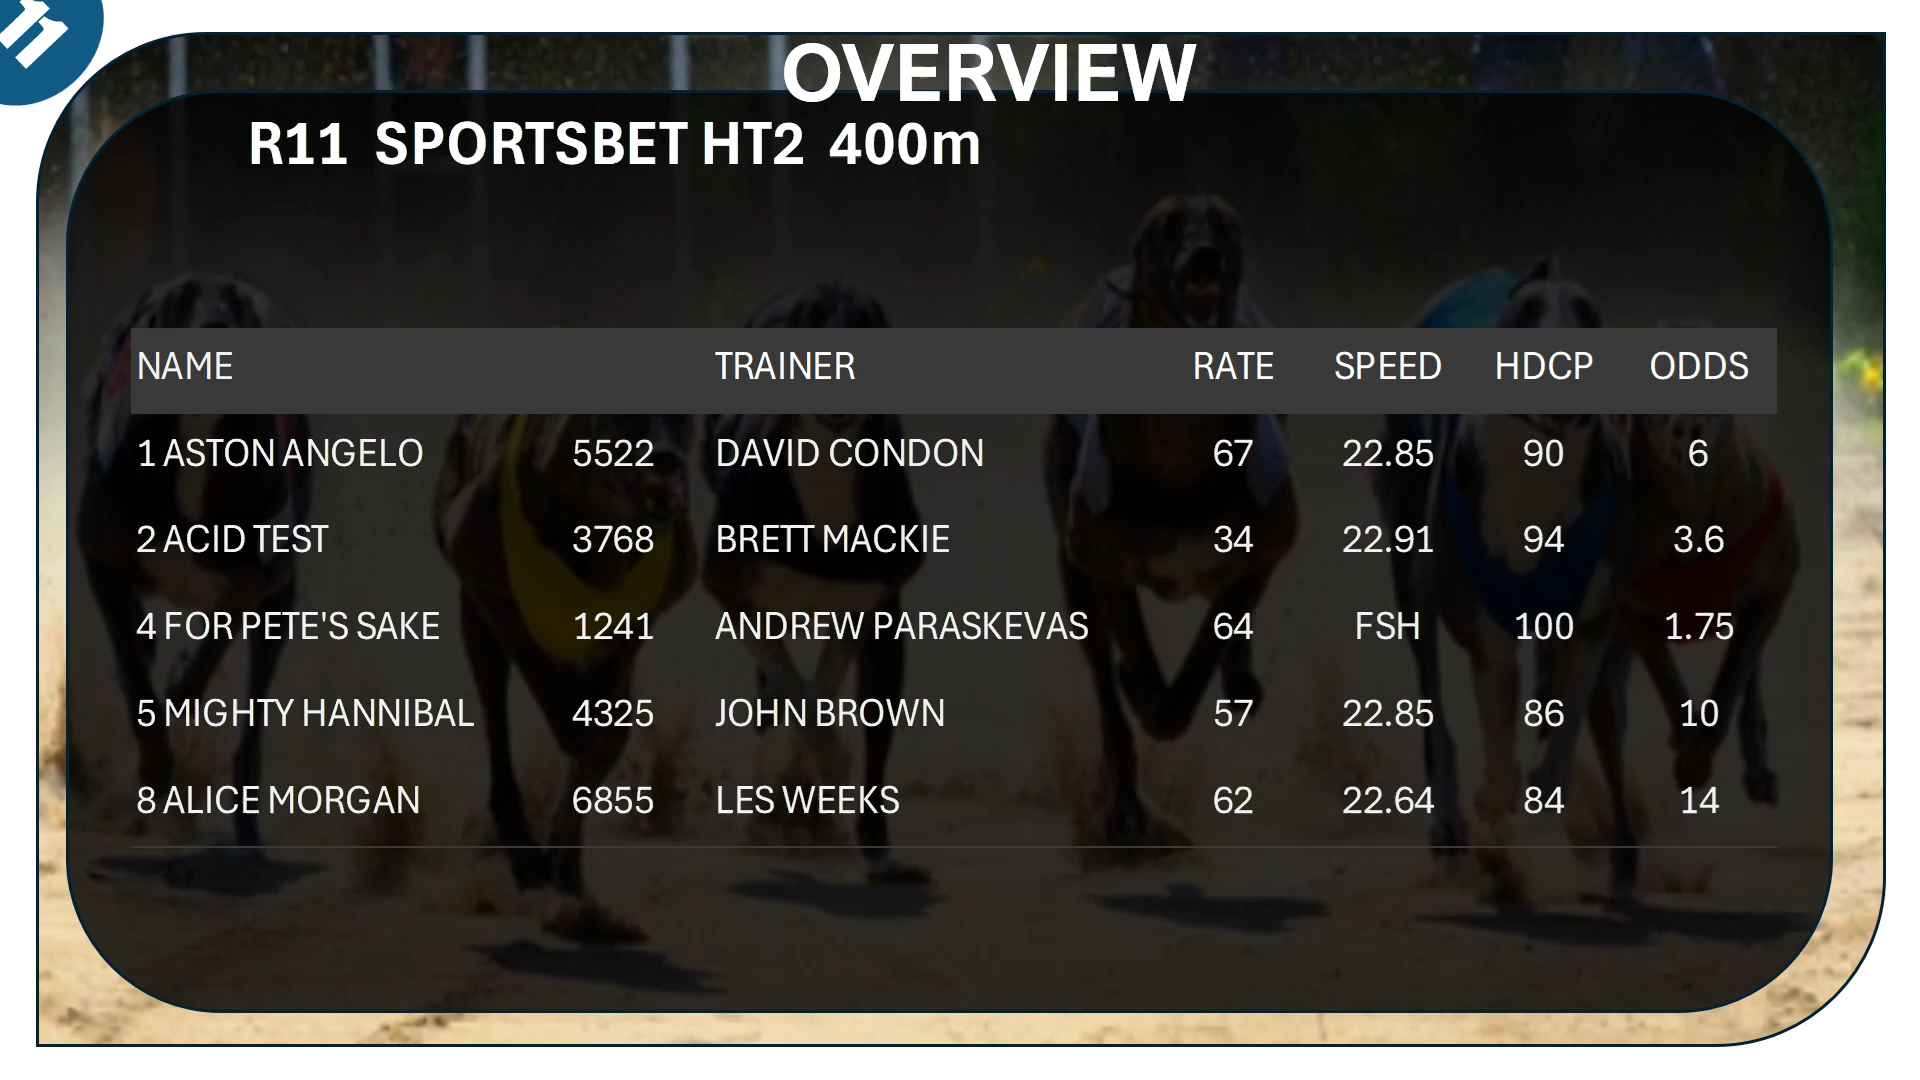 11
OVERVIEW
R11 SPORTSBET HT2 400m
NAME TRAINER RATE SPEED HDCP ODDS
1 ASTON ANGELO 5522 DAVID CONDON 67 22.85 90 6
2 ACID TEST 3768 BRETT MACKIE 34 22.91 94 3.6
4 FOR PETE'S SAKE 1241 ANDREW PARASKEVAS 64 FSH 100 1.75
5 MIGHTY HANNIBAL 4325 JOHN BROWN 57 22.85 86 10
8 ALICE MORGAN 6855 LES WEEKS 62 22.64 84 14